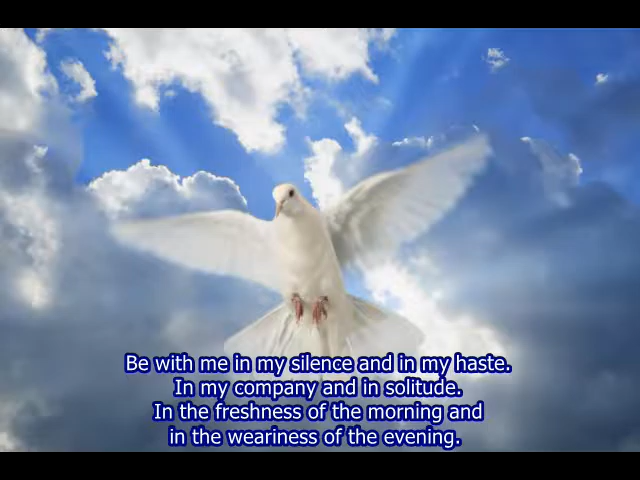 Be with me in my silence and in my haste.
In my company and in solitude.
In the freshness of the morning and
in the weariness of the evening.